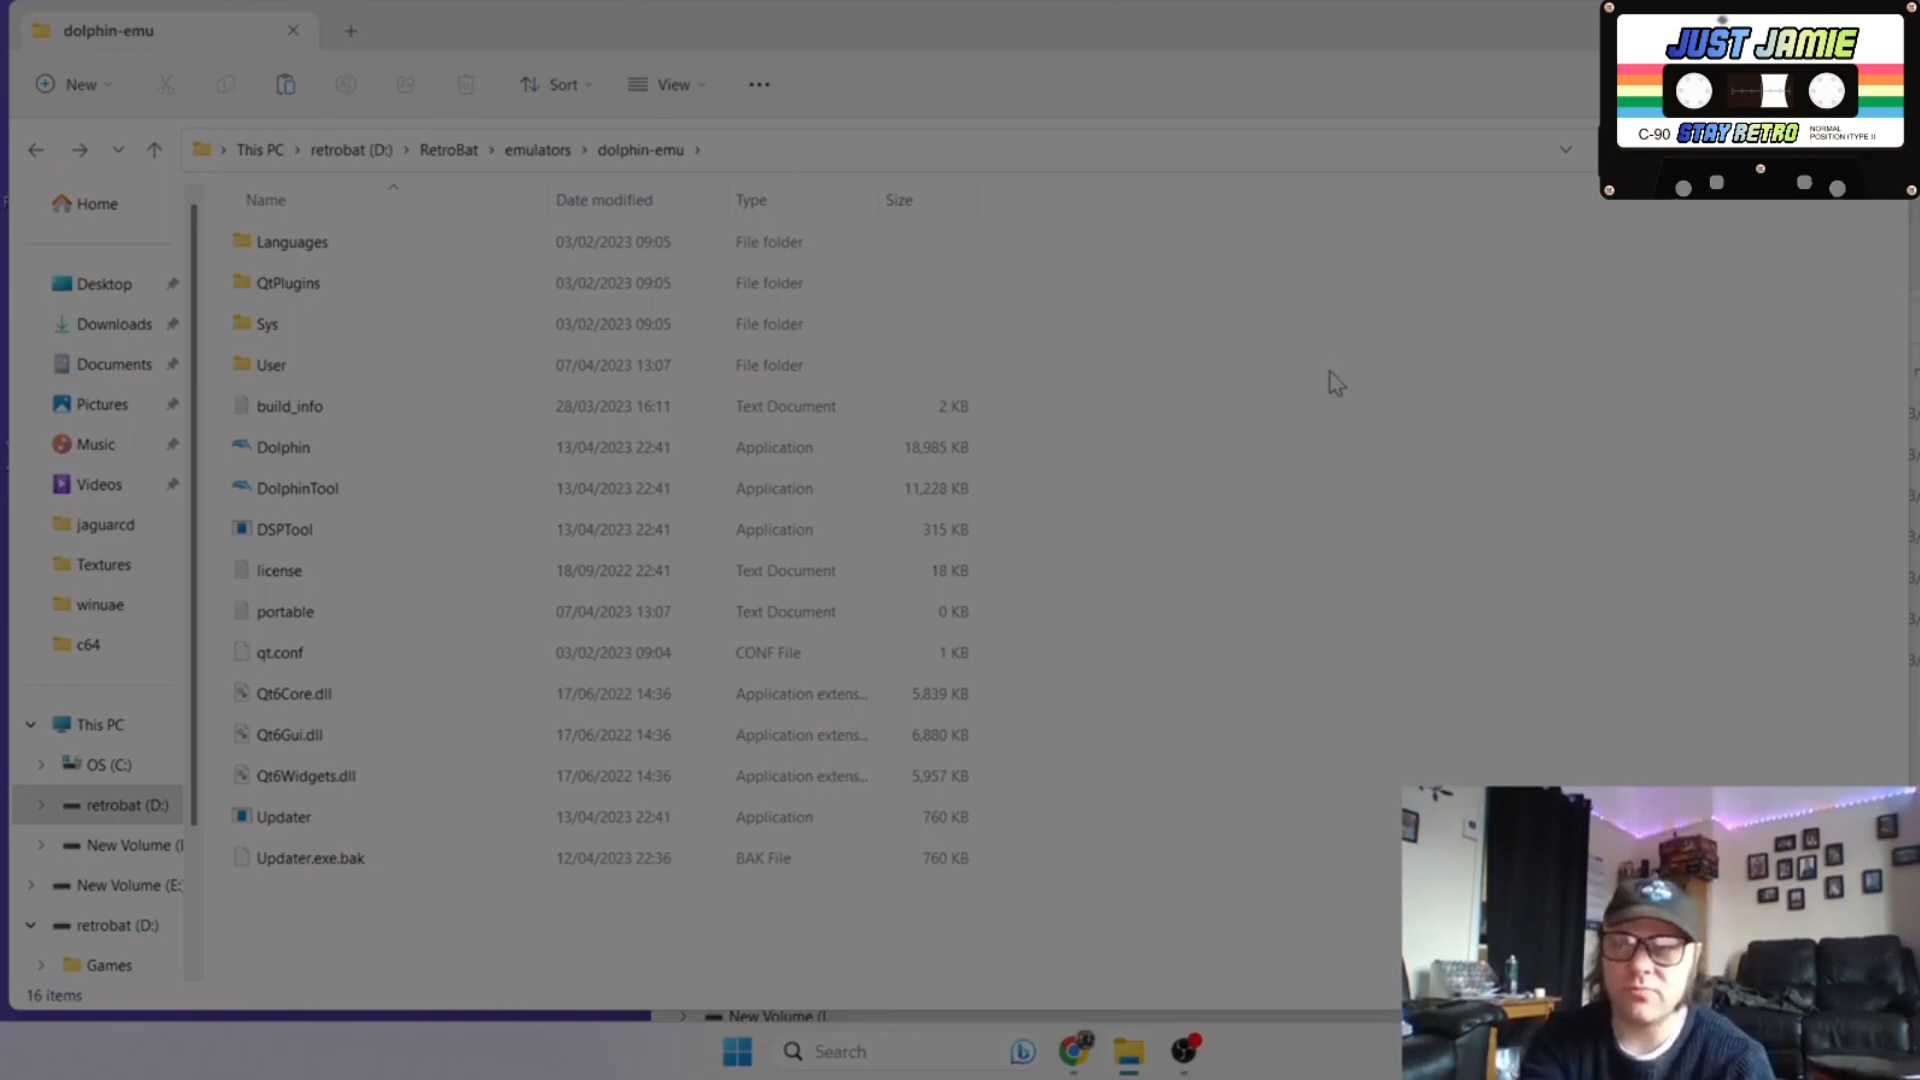 dolphin-emu
New
Sort
View
This PC
retrobat (D:)
RetroBat
emulators
dolphin-emu
Name
Date modified
Type
Size
Languages 03/02/2023 09:05 File folder
QtPlugins 03/02/2023 09:05 File folder
Sys 03/02/2023 09:05 File folder
User 07/04/2023 13:07 File folder
build_info 28/03/2023 16:11 Text Document 2 KB
Dolphin 13/04/2023 22:41 Application 18,985 KB
DolphinTool 13/04/2023 22:41 Application 11,228 KB
DSPTool 13/04/2023 22:41 Application 315 KB
license 18/09/2022 22:41 Text Document 18 KB
portable 07/04/2023 13:07 Text Document 0 KB
qt.conf 03/02/2023 09:04 CONF File 1 KB
Qt6Core.dll 17/06/2022 14:36 Application extens... 5,839 KB
Qt6Gui.dll 17/06/2022 14:36 Application extens... 6,880 KB
Qt6Widgets.dll 17/06/2022 14:36 Application extens... 5,957 KB
Updater 13/04/2023 22:41 Application 760 KB
Updater.exe.bak 12/04/2023 22:36 BAK File 760 KB
Home
Desktop
Downloads
Documents
Pictures
Music
Videos
jaguarcd
Textures
winuae
c64
This PC
OS (C:)
retrobat (D:)
New Volume (
New Volume (E:
retrobat (D:)
Games
16 items
New Volume (
Search
JUST JAMIE
C-90 STAY RETRO NORMAL
POSITION (TYPE II